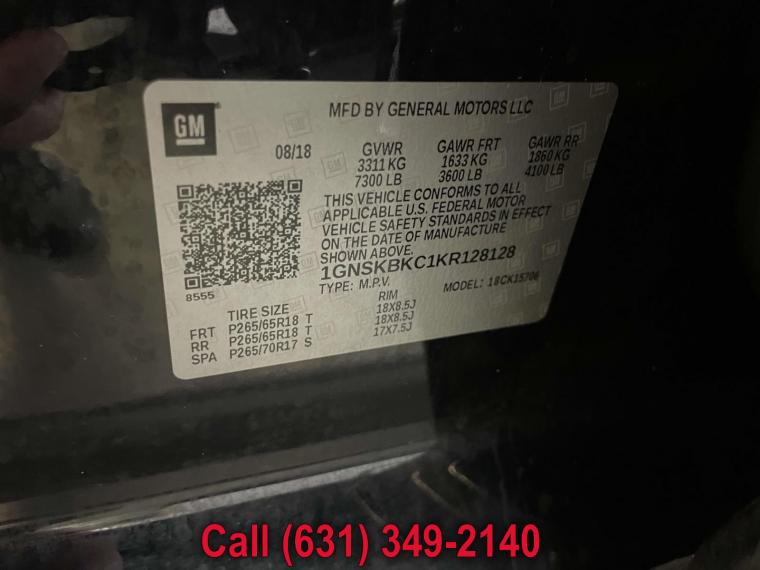 GM
MFD BY GENERAL MOTORS LLC
08/18
GVWR GAWR FRT GAWR RR
3311 KG 1633 KG 1860 KG
7300 LB 3600 LB 4100 LB
THIS VEHICLE CONFORMS TO ALL
APPLICABLE U.S. FEDERAL MOTOR
VEHICLE SAFETY STANDARDS IN EFFECT
ON THE DATE OF MANUFACTURE
SHOWN ABOVE.
1GNSKBKC1KR128128
8555
TYPE: M.P.V. MODEL: 18CK15706
TIRE SIZE RIM
FRT P265/65R18 T 18X8.5J
RR P265/65R18 T 18X8.5J
SPA P265/70R17 S 17X7.5J
Call (631) 349-2140